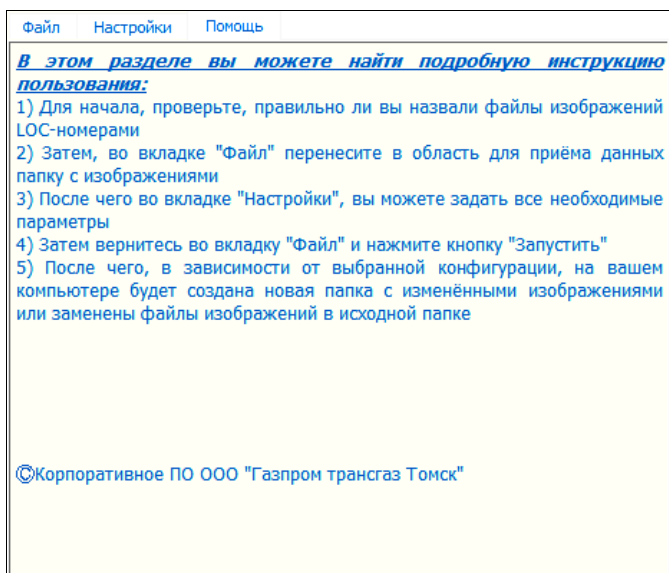 Файл Настройки Помощь
В этом разделе вы можете найти подробную инструкцию
пользования:
1) Для начала, проверьте, правильно ли вы назвали файлы изображений
LOC-номерами
2) Затем, во вкладке "Файл" перенесите в область для приёма данных
папку с изображениями
3) После чего во вкладке "Настройки", вы можете задать все необходимые
параметры
4) Затем вернитесь во вкладку "Файл" и нажмите кнопку "Запустить"
5) После чего, в зависимости от выбранной конфигурации, на вашем
компьютере будет создана новая папка с изменёнными изображениями
или заменены файлы изображений в исходной папке
©Корпоративное ПО ООО "Газпром трансгаз Томск"